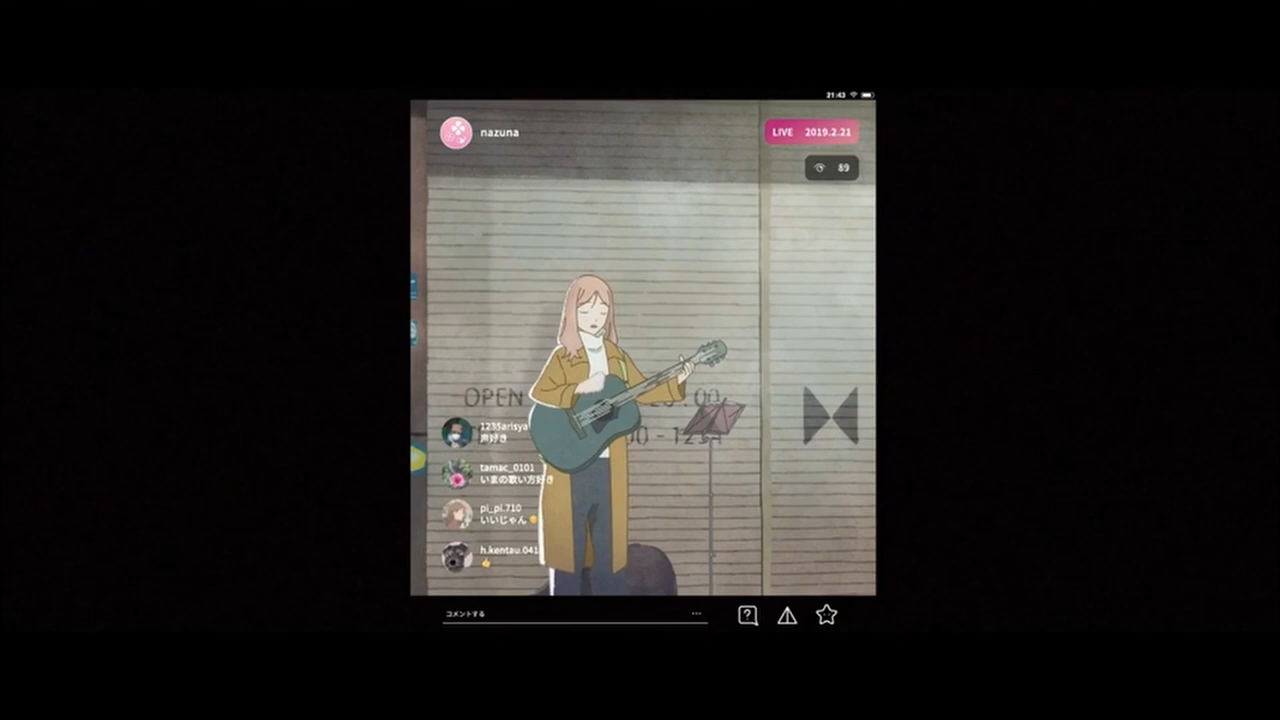 21:43
nazuna
LIVE 2019.2.21
89
OPEN
1235arisya
声好き
tamac_0101
いまの歌い方好き
pi_pi.710
いいじゃん
h.kentau.041
コメントする